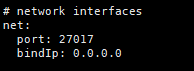 # network interfaces
net:
  port: 27017
  bindIp: 0.0.0.0